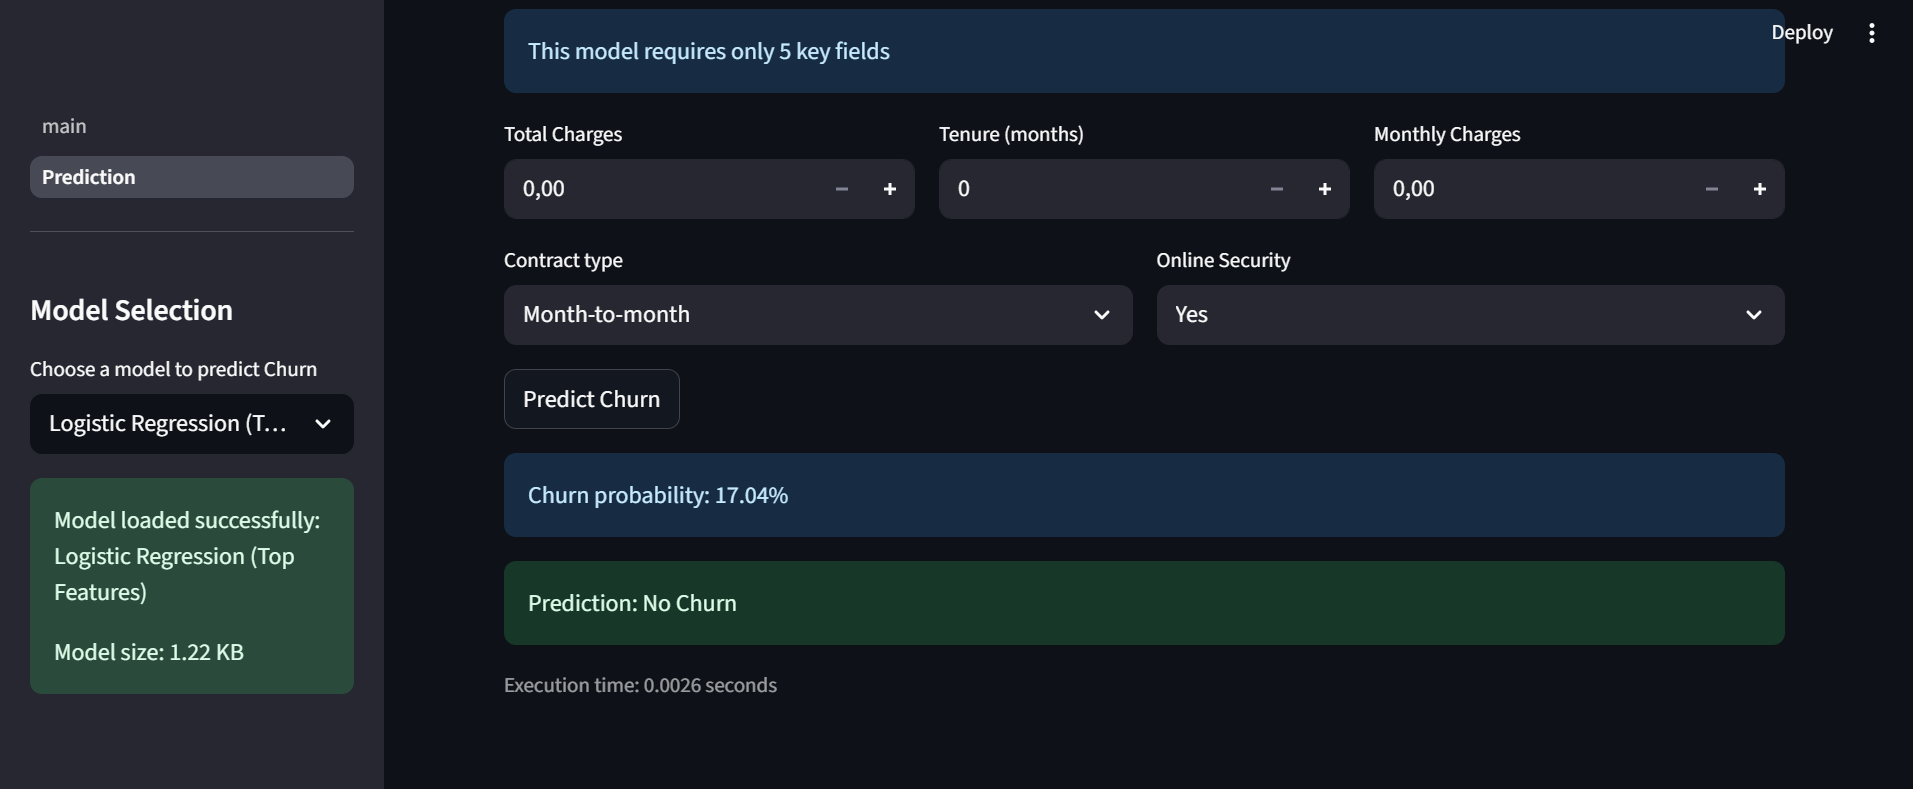 main
Prediction
Model Selection
Choose a model to predict Churn
Logistic Regression (T...
Model loaded successfully:
Logistic Regression (Top
Features)
Model size: 1.22 KB
Deploy
This model requires only 5 key fields
Total Charges
Tenure (months)
Monthly Charges
0,00
0
0,00
Contract type
Online Security
Month-to-month
Yes
Predict Churn
Churn probability: 17.04%
Prediction: No Churn
Execution time: 0.0026 seconds